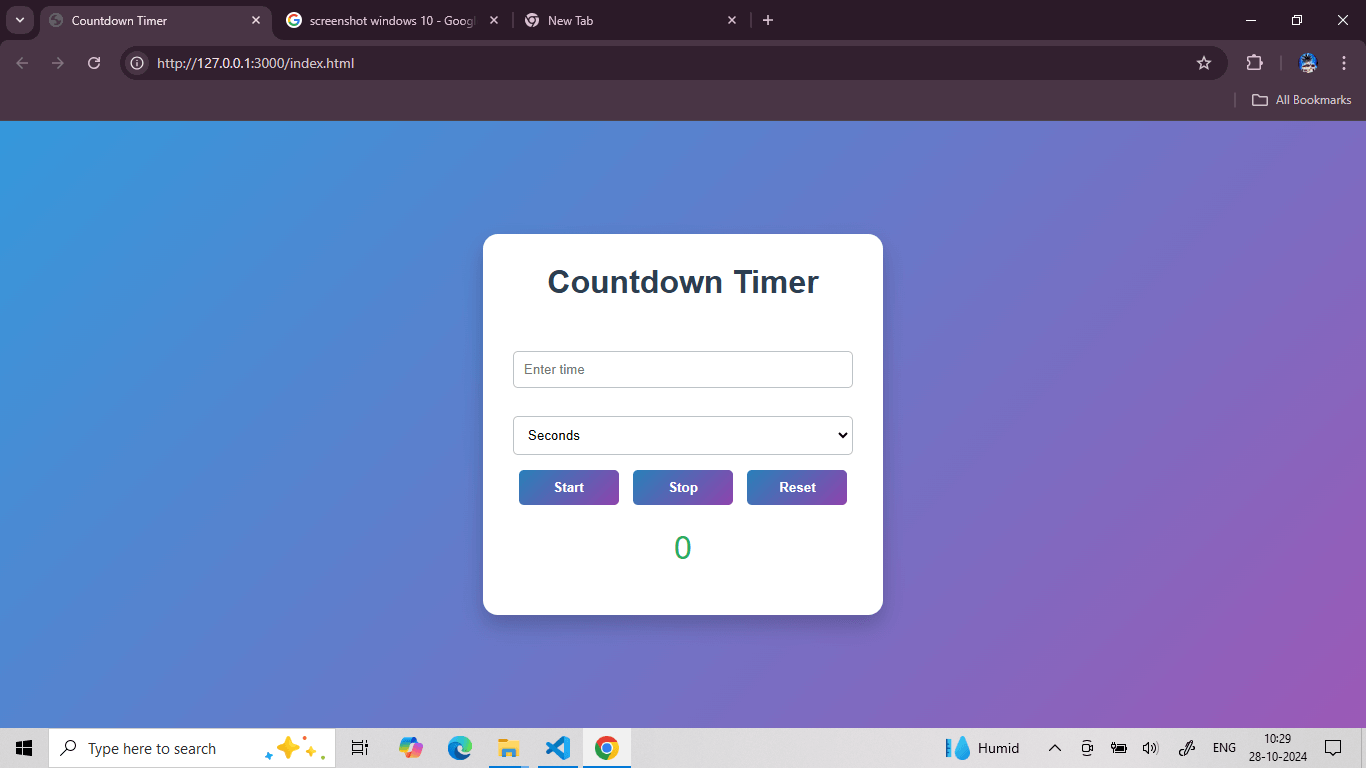 Countdown Timer
screenshot windows 10 - Googl
New Tab
http://127.0.0.1:3000/index.html
All Bookmarks
Countdown Timer
Enter time
Seconds
Start Stop Reset
0
Type here to search
Humid
ENG
10:29
28-10-2024